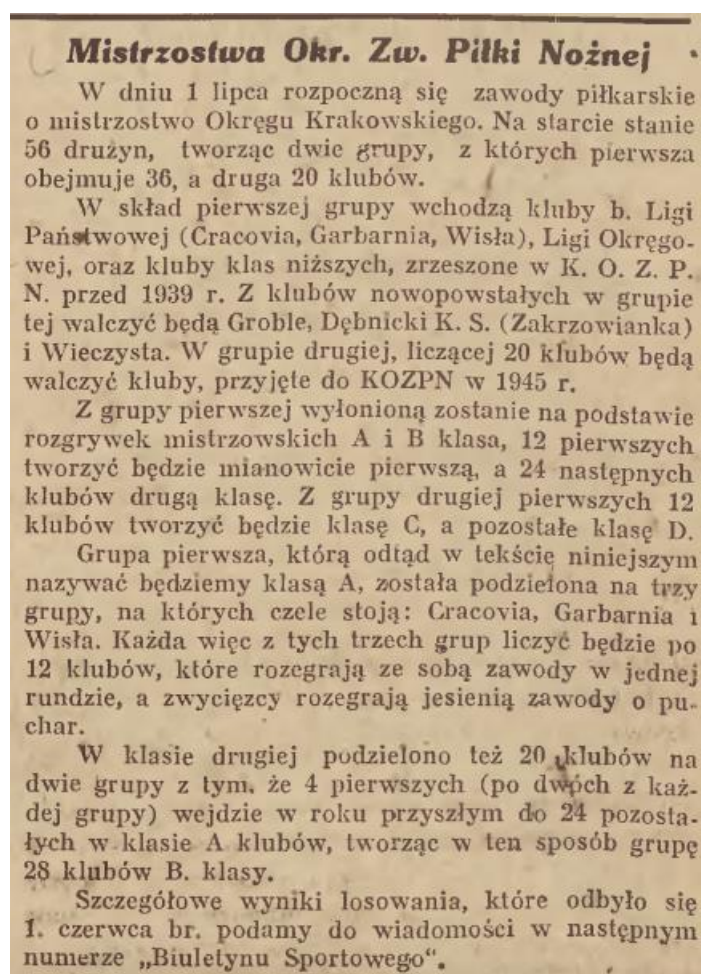 Mistrzostwa Okr. Zw. Piłki Nożnej
W dniu 1 lipca rozpoczną się zawody piłkarskie
o mistrzostwo Okręgu Krakowskiego. Na starcie stanie
56 drużyn, tworząc dwie grupy, z których pierwsza
obejmuje 36, a druga 20 klubów.
W skład pierwszej grupy wchodzą kluby b. Ligi
Państwowej (Cracovia, Garbarnia, Wisła), Ligi Okręgo-
wej, oraz kluby klas niższych, zrzeszone w K. O. Z. P.
N. przed 1939 r. Z klubów nowopowstałych w grupie
tej walczyć będą Groble, Dębnicki K. S. (Zakrzowianka)
i Wieczysta. W grupie drugiej, liczącej 20 klubów będą
walczyć kluby, przyjęte do KOZPN w 1945 r.
Z grupy pierwszej wyłonioną zostanie na podstawie
rozgrywek mistrzowskich A i B klasa, 12 pierwszych
tworzyć będzie mianowicie pierwszą, a 24 następnych
klubów drugą klasę. Z grupy drugiej pierwszych 12
klubów tworzyć będzie klasę C, a pozostałe klasę D.
Grupa pierwsza, którą odtąd w tekście niniejszym
nazywać będziemy klasą A, została podzielona na trzy
grupy, na których czele stoją: Cracovia, Garbarnia i
Wisła. Każda więc z tych trzech grup liczyć będzie po
12 klubów, które rozegrają ze sobą zawody w jednej
rundzie, a zwycięzcy rozegrają jesienią zawody o pu-
char.
W klasie drugiej podzielono też 20 klubów na
dwie grupy z tym, że 4 pierwszych (po dwóch z każ-
dej grupy) wejdzie w roku przyszłym do 24 pozosta-
łych w klasie A klubów, tworząc w ten sposób grupę
28 klubów B. klasy.
Szczegółowe wyniki losowania, które odbyło się
1. czerwca br. podamy do wiadomości w następnym
numerze „Biuletynu Sportowego“.